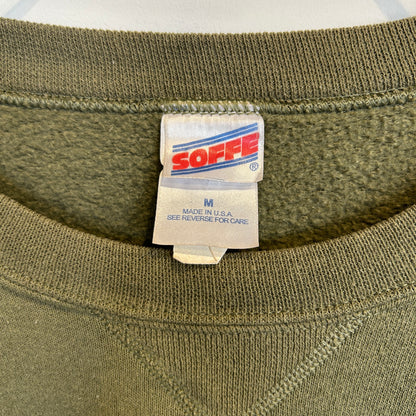 SOFFE
®
M
MADE IN U.S.A.
SEE REVERSE FOR CARE